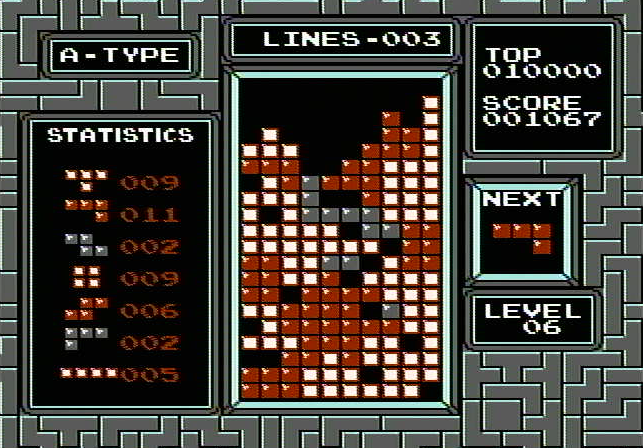 LINES-003
A-TYPE
TOP
010000
SCORE
001067
STATISTICS
009
011
002
009
006
002
005
NEXT
LEVEL
06